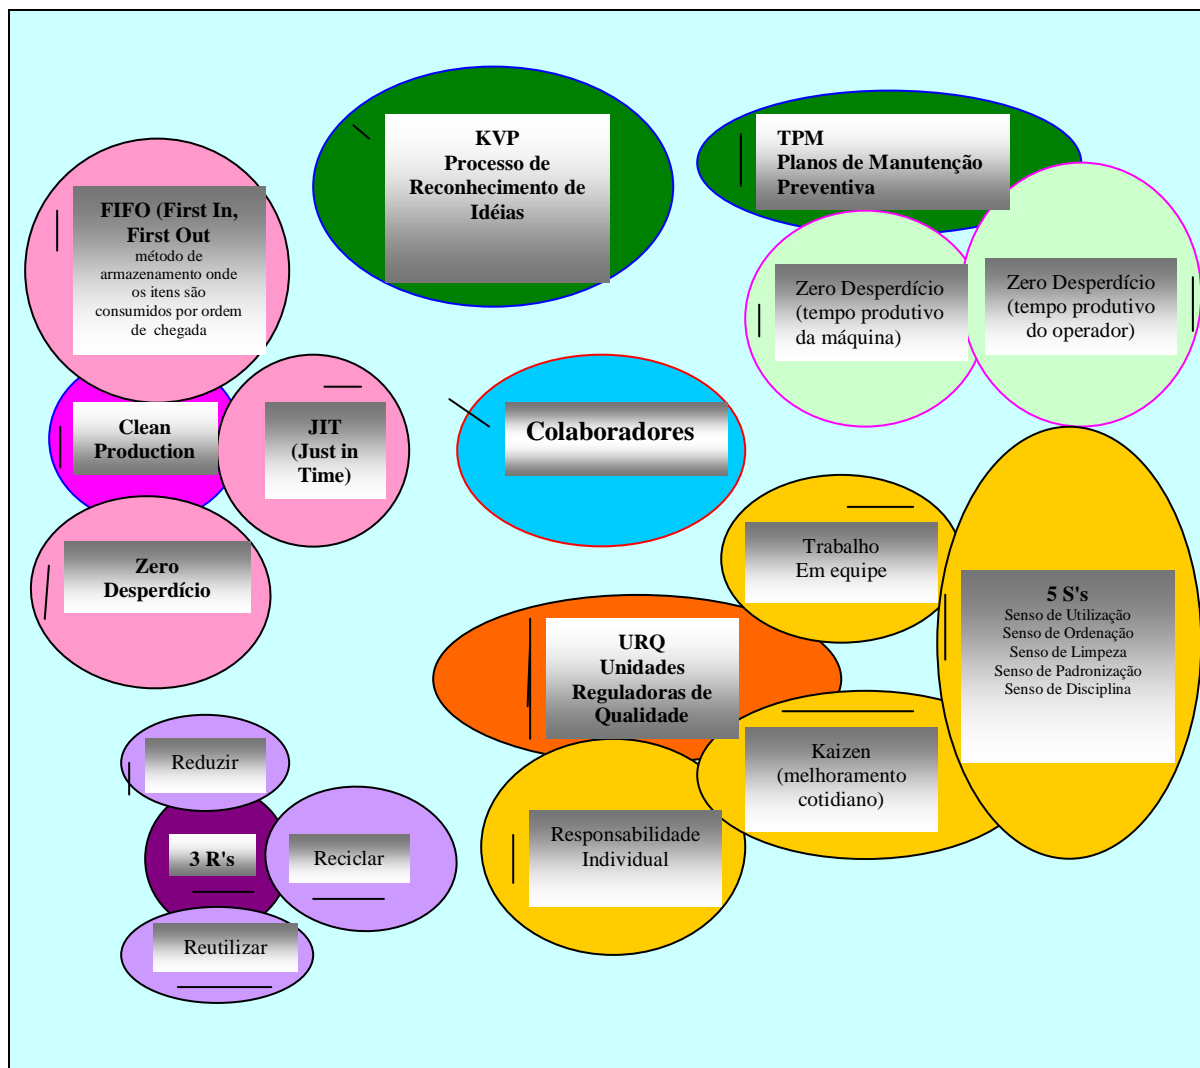 KVP
Processo de
Reconhecimento de
Idéias
TPM
Planos de Manutenção
Preventiva
FIFO (First In,
First Out
método de
armazenamento onde
os itens são
consumidos por ordem
de chegada
Zero Desperdício
(tempo produtivo
da máquina)
Zero Desperdício
(tempo produtivo
do operador)
Clean
Production
JIT
(Just in
Time)
Colaboradores
Zero
Desperdício
Trabalho
Em equipe
5 S's
Senso de Utilização
Senso de Ordenação
Senso de Limpeza
Senso de Padronização
Senso de Disciplina
URQ
Unidades
Reguladoras de
Qualidade
Kaizen
(melhoramento
cotidiano)
Responsabilidade
Individual
Reduzir
3 R's
Reciclar
Reutilizar